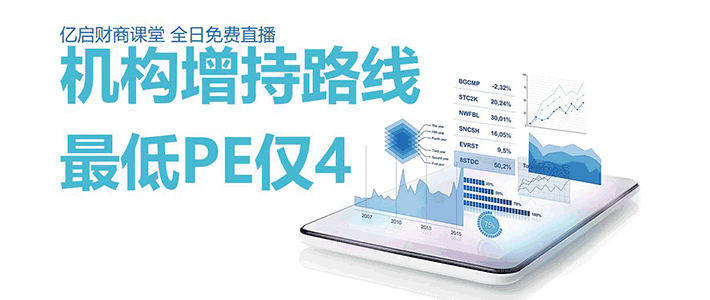 亿启财商课堂 全日免费直播
机构增持路线
最低PE仅4
BGCMP -2,32%
STC2K 20,24%
NWFBL 30,01%
SNCSH 16,05%
EVRST 9,5%
8STDC 50,2%
2007 2010 2013 2015
75%